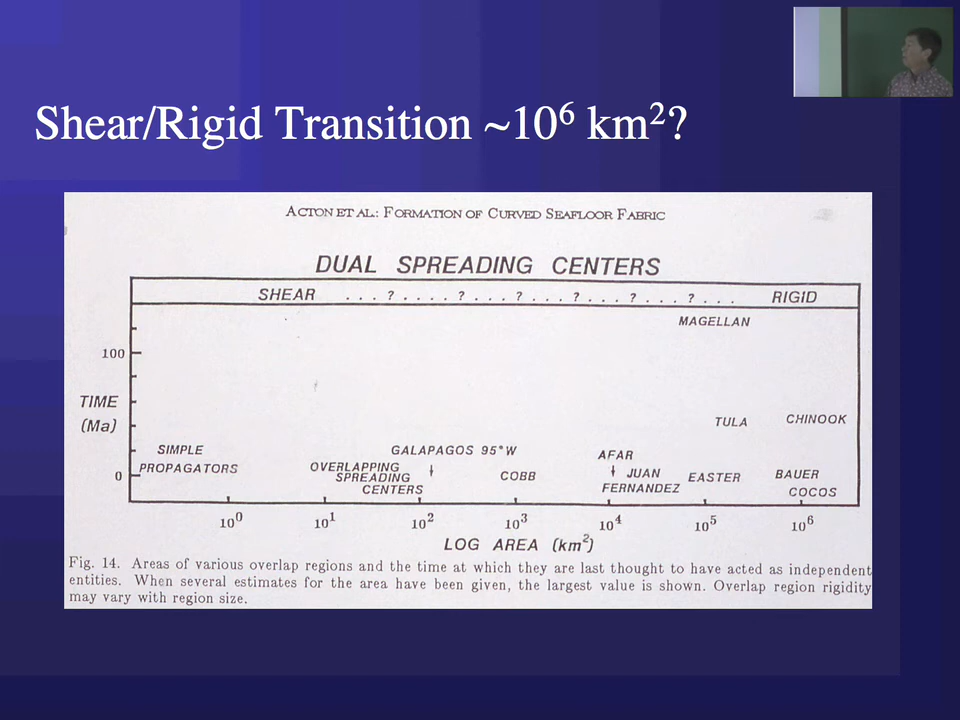 Shear/Rigid Transition ~10⁶ km²?
ACTON ET AL.: FORMATION OF CURVED SEAFLOOR FABRIC
DUAL SPREADING CENTERS
SHEAR . . . ? . . . . ? . . . ? . . . ? . . . ? . . . ? . . . RIGID
MAGELLAN
100
TIME
(Ma)
TULA
CHINOOK
SIMPLE
PROPAGATORS
GALAPAGOS 95°W
OVERLAPPING
SPREADING
CENTERS
COBB
AFAR
JUAN
FERNANDEZ
EASTER
BAUER
COCOS
0
10⁰ 10¹ 10² 10³ 10⁴ 10⁵ 10⁶
LOG AREA (km²)
Fig. 14. Areas of various overlap regions and the time at which they are last thought to have acted as independent
entities. When several estimates for the area have been given, the largest value is shown. Overlap region rigidity
may vary with region size.